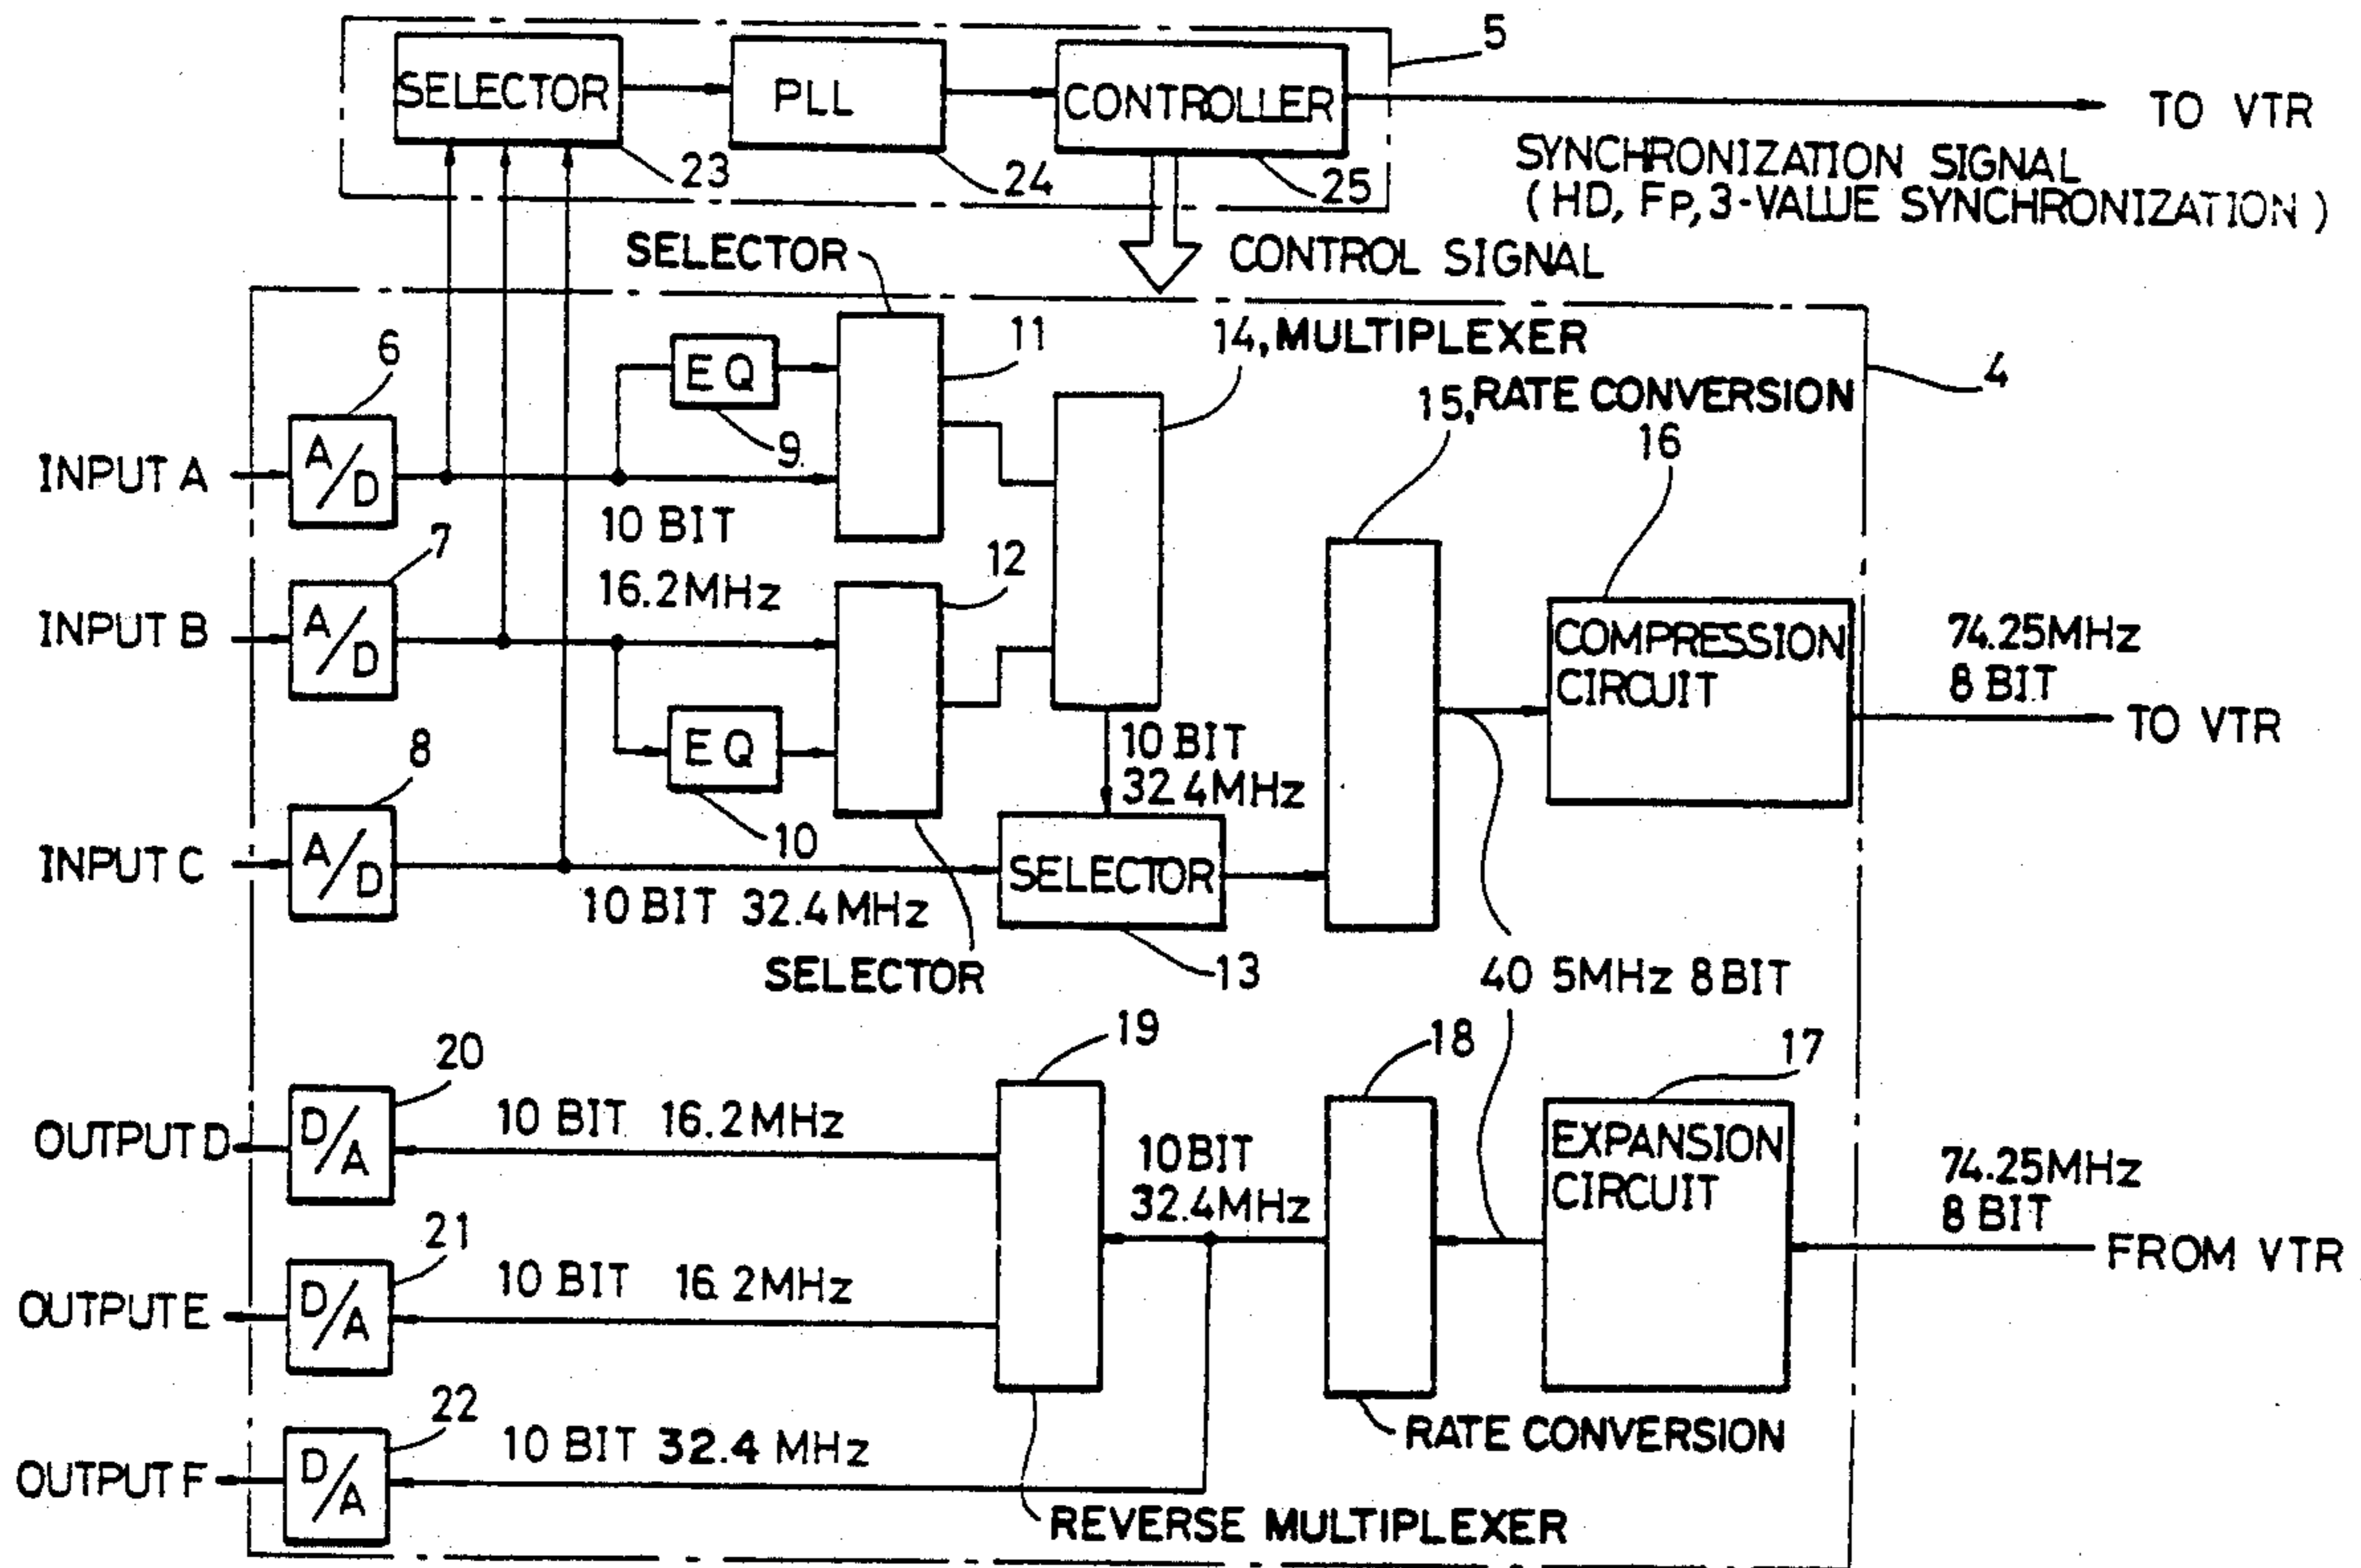 5
SELECTOR
PLL
CONTROLLER
TO VTR
23
24
25
SYNCHRONIZATION SIGNAL
(HD, FP, 3-VALUE SYNCHRONIZATION)
SELECTOR
CONTROL SIGNAL
6
EQ
11
14, MULTIPLEXER
4
15, RATE CONVERSION
16
INPUT A
A/D
9
10 BIT
7
12
16.2MHz
INPUT B
A/D
COMPRESSION
CIRCUIT
74.25MHz
8 BIT
TO VTR
8
EQ
10 BIT
32.4MHz
10
INPUT C
A/D
SELECTOR
10 BIT 32.4MHz
SELECTOR
13
40 5MHz 8BIT
19
18
17
20
OUTPUT D
D/A
10 BIT 16.2MHz
10BIT
32.4MHz
EXPANSION
CIRCUIT
74.25MHz
8 BIT
FROM VTR
21
OUTPUT E
D/A
10 BIT 16.2MHz
22
OUTPUT F
D/A
10 BIT 32.4 MHz
RATE CONVERSION
REVERSE MULTIPLEXER